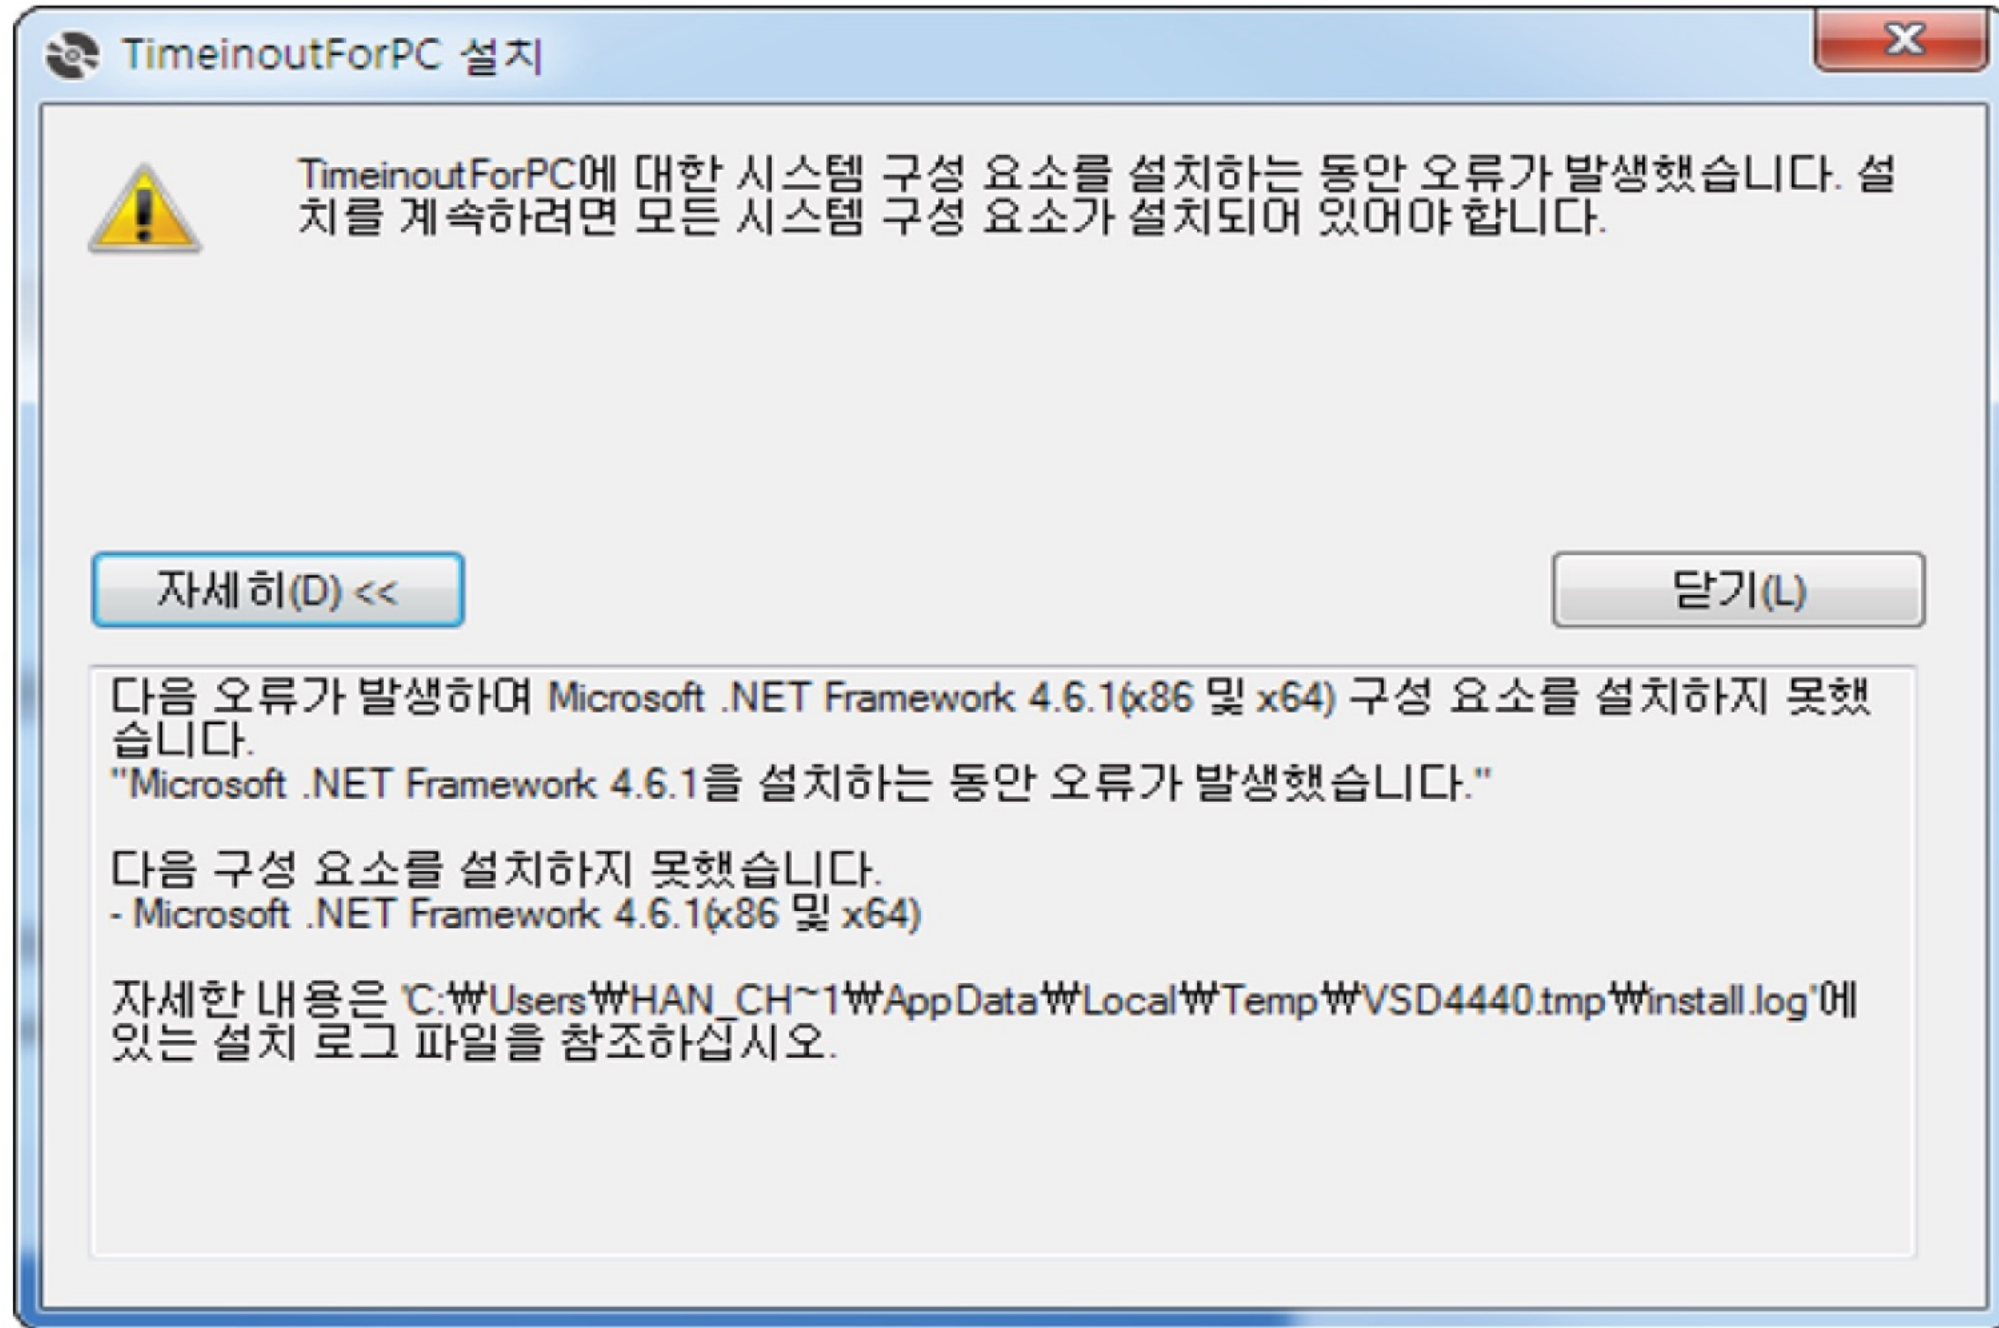 TimeinoutForPC 설치
TimeinoutForPC에 대한 시스템 구성 요소를 설치하는 동안 오류가 발생했습니다. 설
치를 계속하려면 모든 시스템 구성 요소가 설치되어 있어야 합니다.
자세히(D) <<
닫기(L)
다음 오류가 발생하여 Microsoft .NET Framework 4.6.1(x86 및 x64) 구성 요소를 설치하지 못했
습니다.
"Microsoft .NET Framework 4.6.1을 설치하는 동안 오류가 발생했습니다."
다음 구성 요소를 설치하지 못했습니다.
- Microsoft .NET Framework 4.6.1(x86 및 x64)
자세한 내용은 'C:₩Users₩HAN_CH~1₩AppData₩Local₩Temp₩VSD4440.tmp₩install.log'에
있는 설치 로그 파일을 참조하십시오.